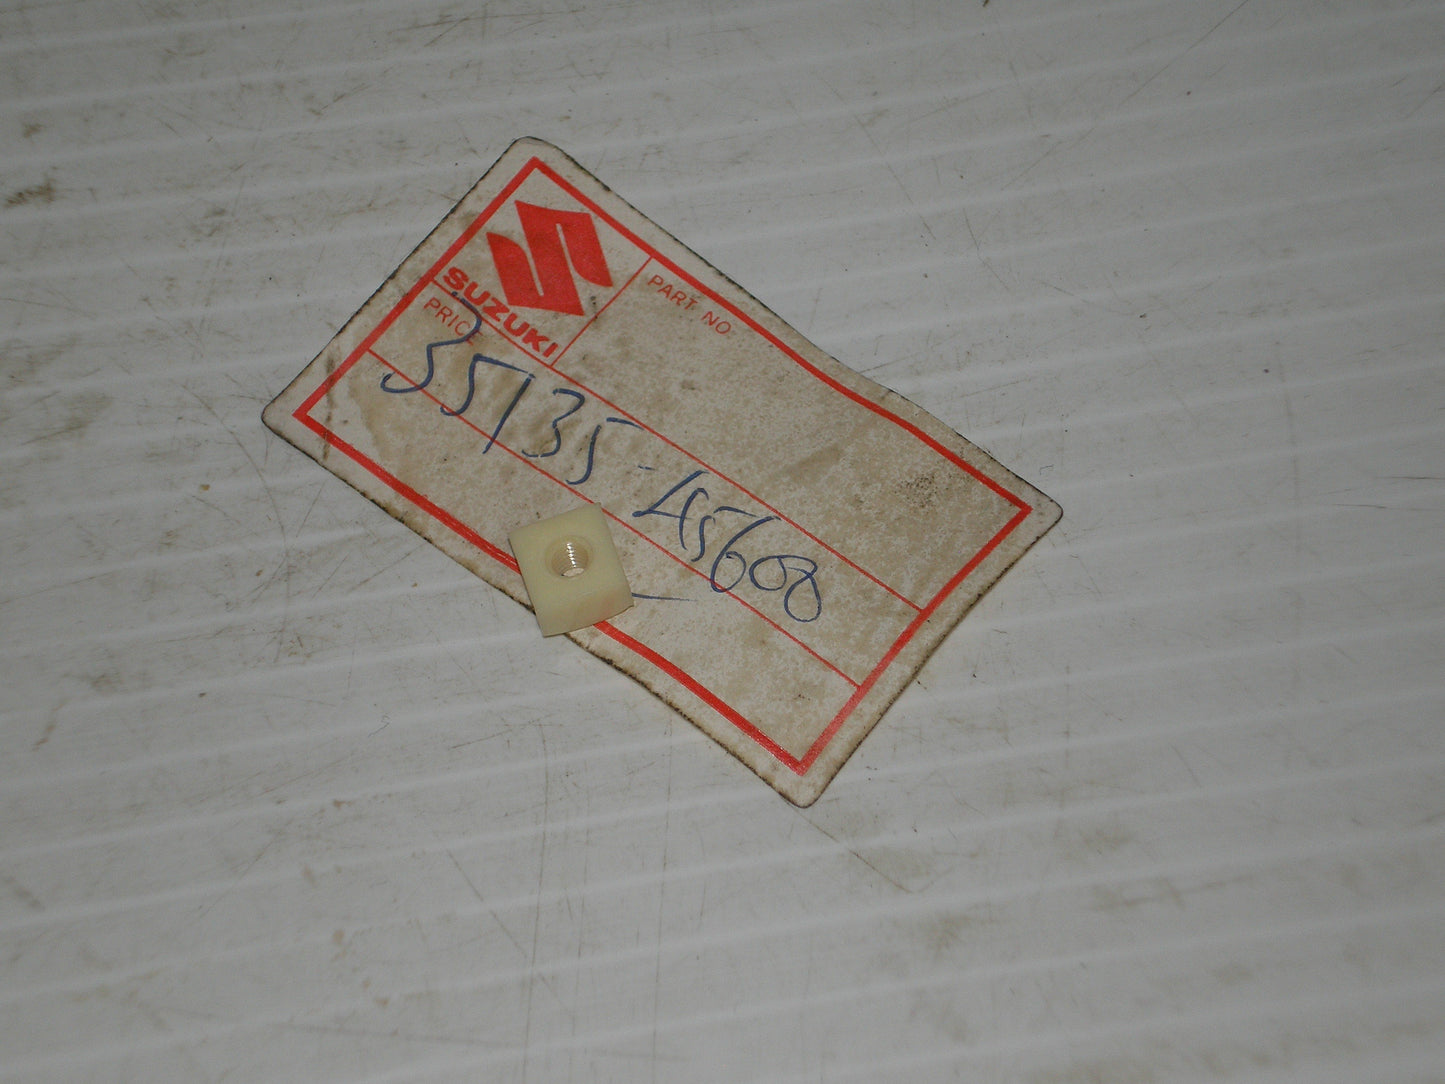 SUZUKI
PART NO
PRICE
35135-45600